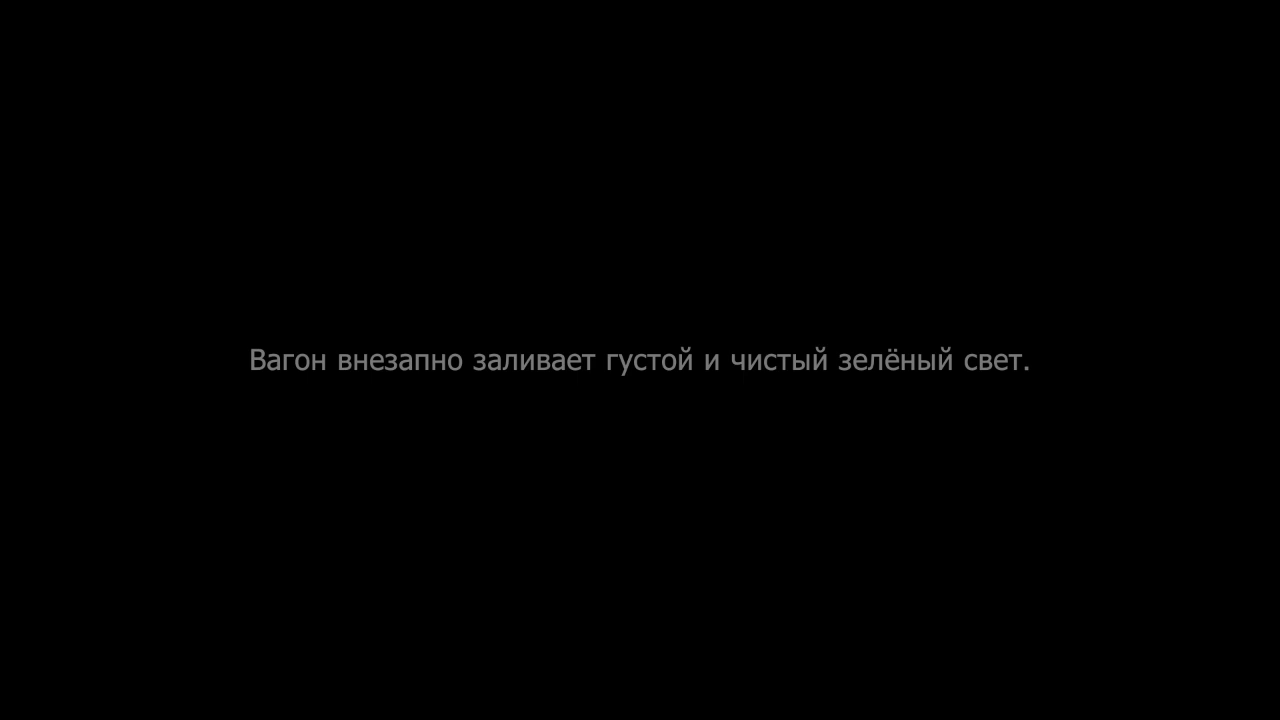 Вагон внезапно заливает густой и чистый зелёный свет.